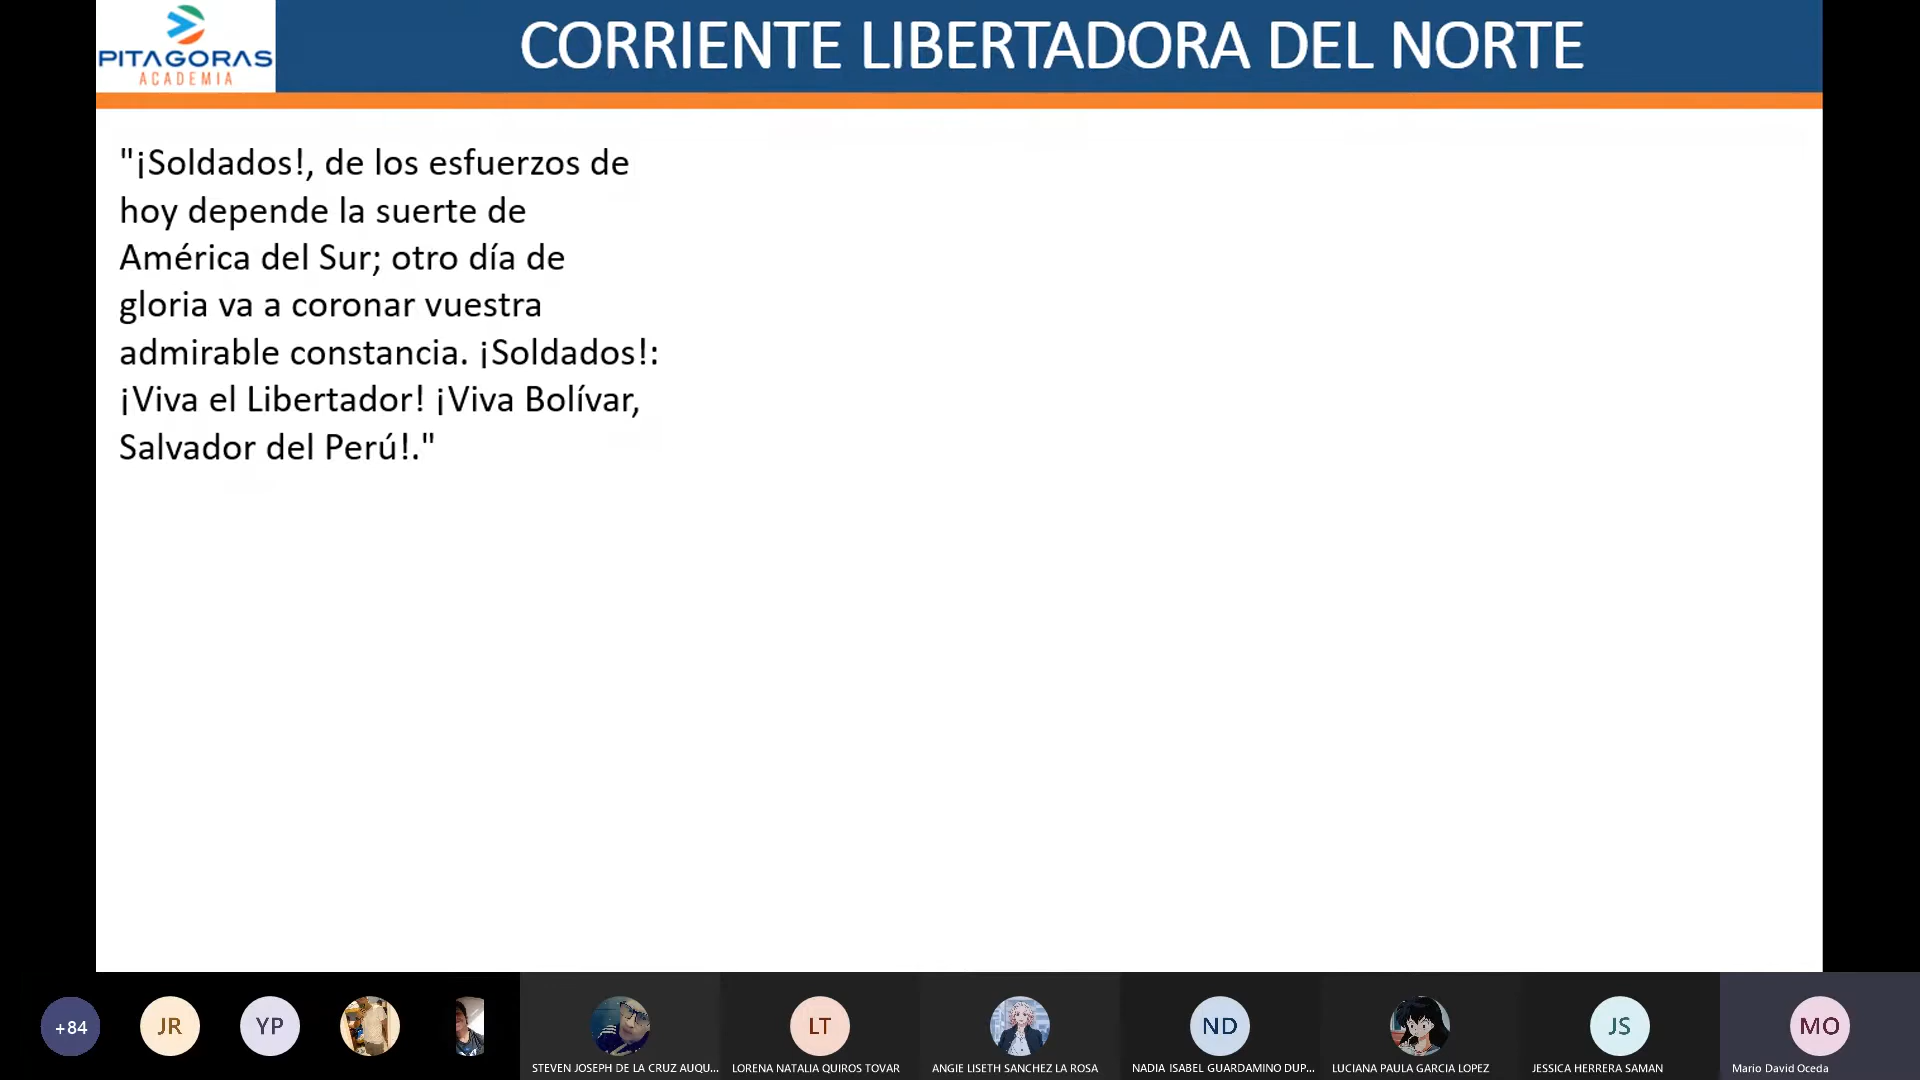 PITAGORAS
ACADEMIA
CORRIENTE LIBERTADORA DEL NORTE
"¡Soldados!, de los esfuerzos de
hoy depende la suerte de
América del Sur; otro día de
gloria va a coronar vuestra
admirable constancia. ¡Soldados!:
¡Viva el Libertador! ¡Viva Bolívar,
Salvador del Perú!."
+84
JR
YP
LT
ND
JS
MO
STEVEN JOSEPH DE LA CRUZ AUQU...
LORENA NATALIA QUIROS TOVAR
ANGIE LISETH SANCHEZ LA ROSA
NADIA ISABEL GUARDAMINO DUP...
LUCIANA PAULA GARCIA LOPEZ
JESSICA HERRERA SAMAN
Mario David Oceda